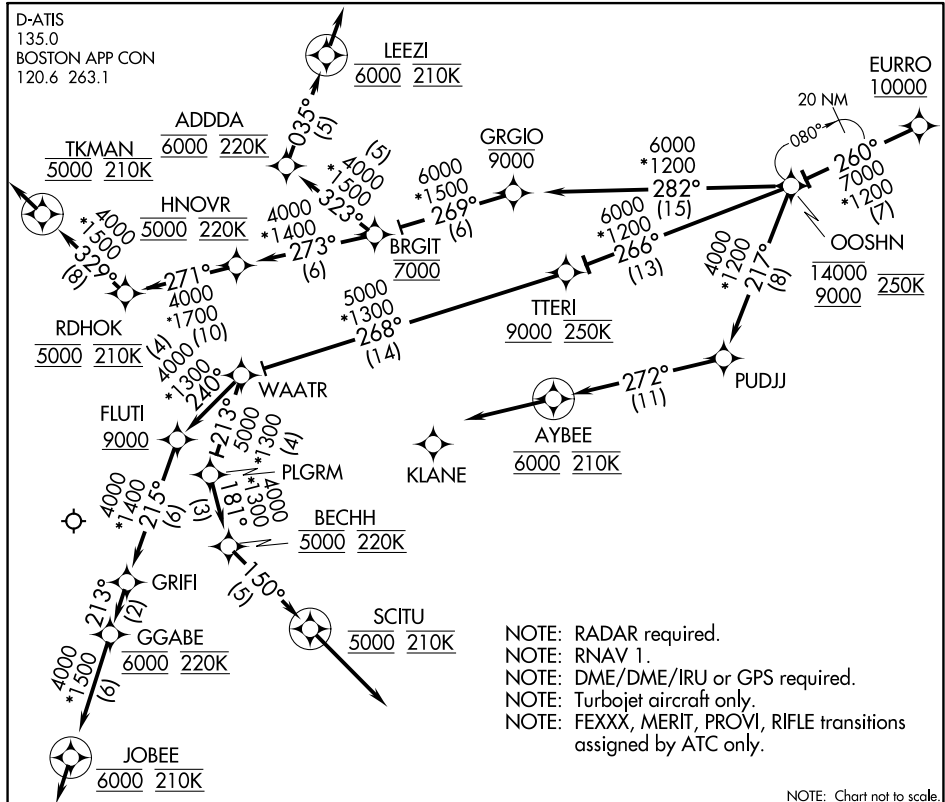 D-ATIS
135.0
BOSTON APP CON
120.6 263.1
LEEZI
6000 210K
EURRO
10000
20 NM
080°
260°
7000
*1200
(7)
ADDDA
6000 220K
035°
(5)
GRGIO
9000
6000
*1200
282°
(15)
TKMAN
5000 210K
(5)
4000
*1500
323°
6000
*1500
269°
(6)
HNOVR
5000 220K
4000
*1400
273°
(6)
BRGIT
7000
6000
*1200
266°
(13)
OOSHN
14000
9000
250K
4000
*1200
217°
(8)
4000
*1500
329°
(8)
271°
4000
*1700
(10)
RDHOK
5000 210K
TTERI
9000 250K
5000
*1300
268°
(14)
(4)
4000
*1300
240°
WAATR
PUDJJ
272°
(11)
FLUTI
9000
213°
5000
*1300
(4)
KLANE
AYBEE
6000 210K
PLGRM
4000
*1300
181°
(3)
4000
*1400
215°
(6)
BECHH
5000 220K
150°
(5)
GRIFI
213°
(2)
SCITU
5000 210K
GGABE
6000 220K
4000
*1500
(6)
JOBEE
6000 210K
NOTE: RADAR required.
NOTE: RNAV 1.
NOTE: DME/DME/IRU or GPS required.
NOTE: Turbojet aircraft only.
NOTE: FEXXX, MERIT, PROVI, RIFLE transitions
assigned by ATC only.
NOTE: Chart not to scale.